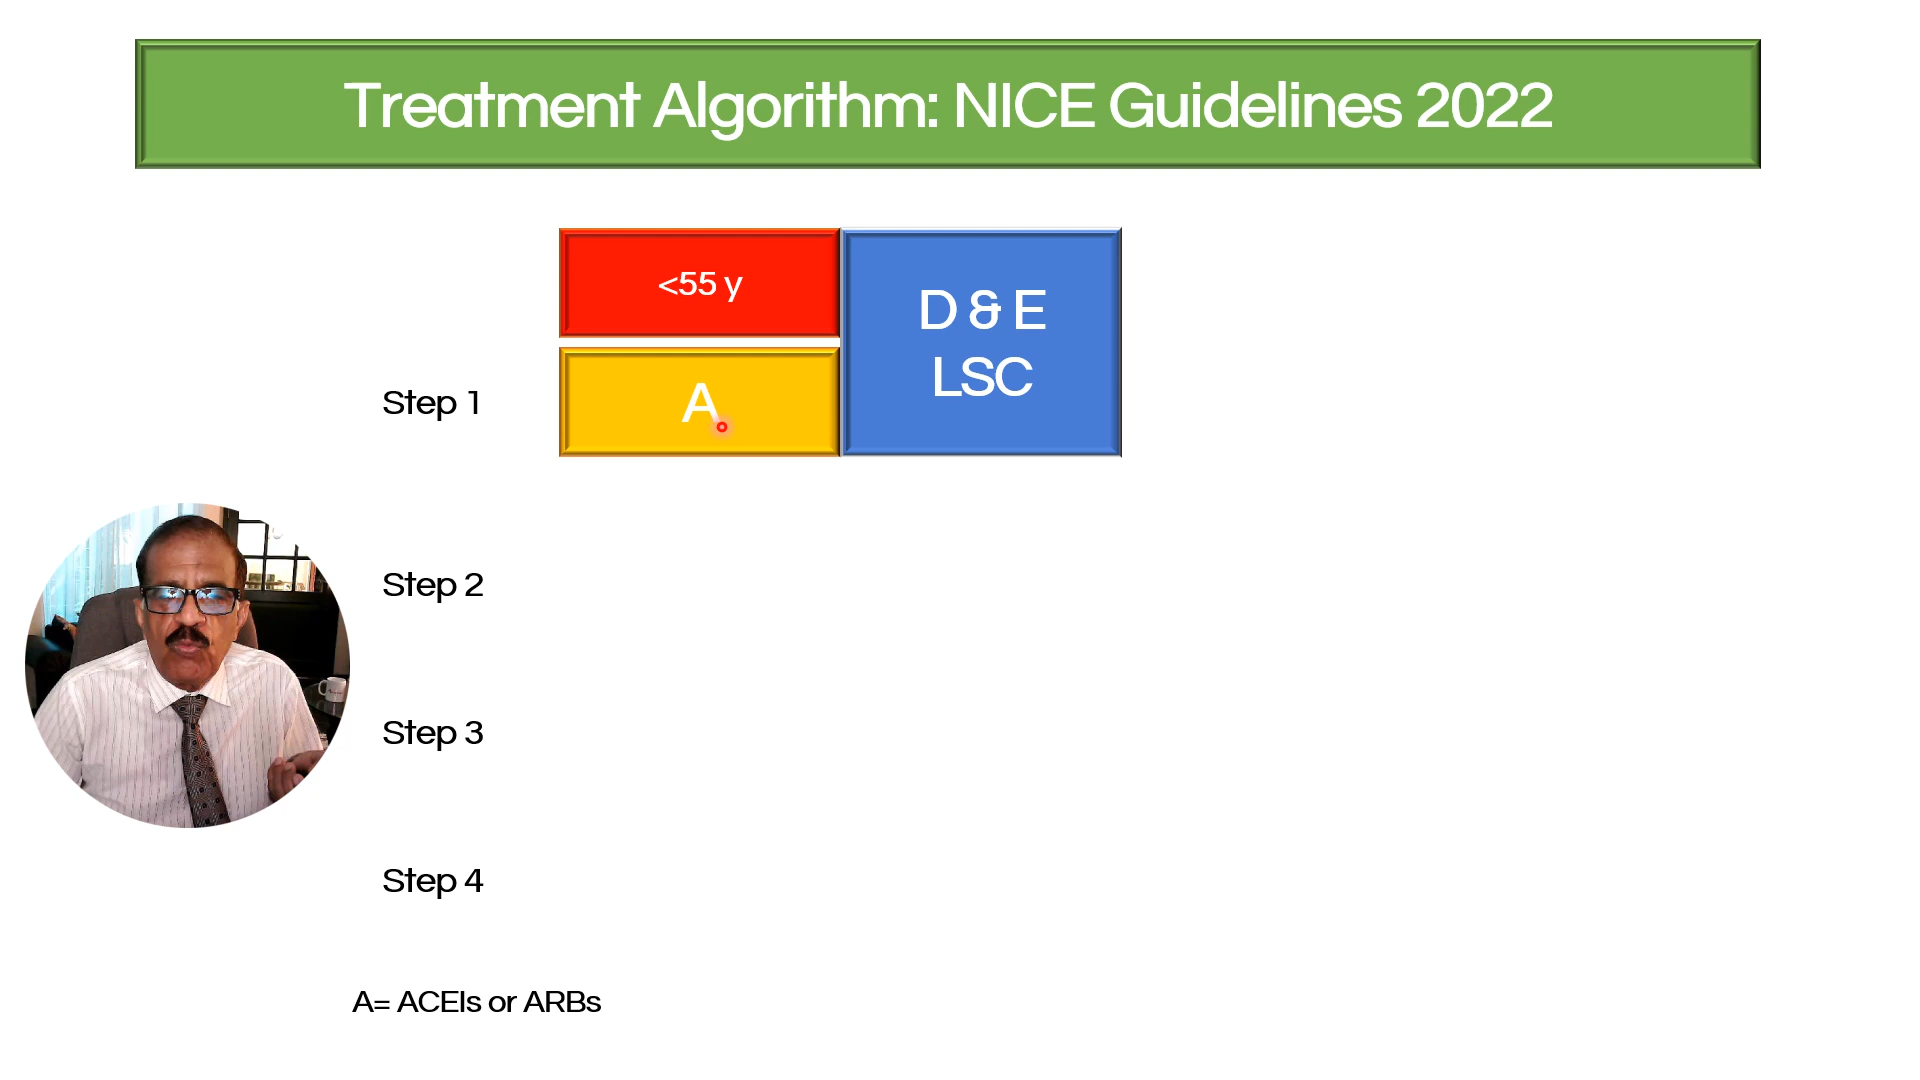 Treatment Algorithm: NICE Guidelines 2022
<55 y
D & E
LSC
Step 1
A
Step 2
Step 3
Step 4
A= ACEIs or ARBs